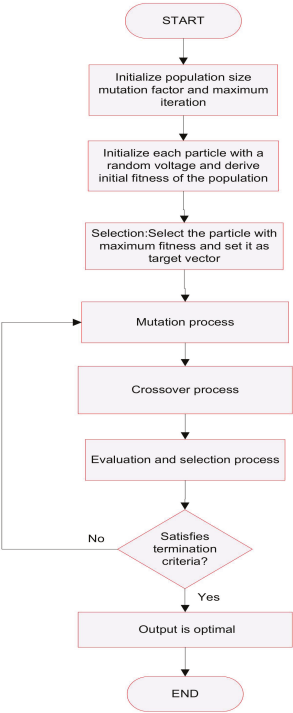 START
Initialize population size
mutation factor and maximum
iteration
Initialize each particle with a
random voltage and derive
initial fitness of the population
Selection:Select the particle with
maximum fitness and set it as
target vector
Mutation process
Crossover process
Evaluation and selection process
Satisfies
termination
criteria?
No
Yes
Output is optimal
END